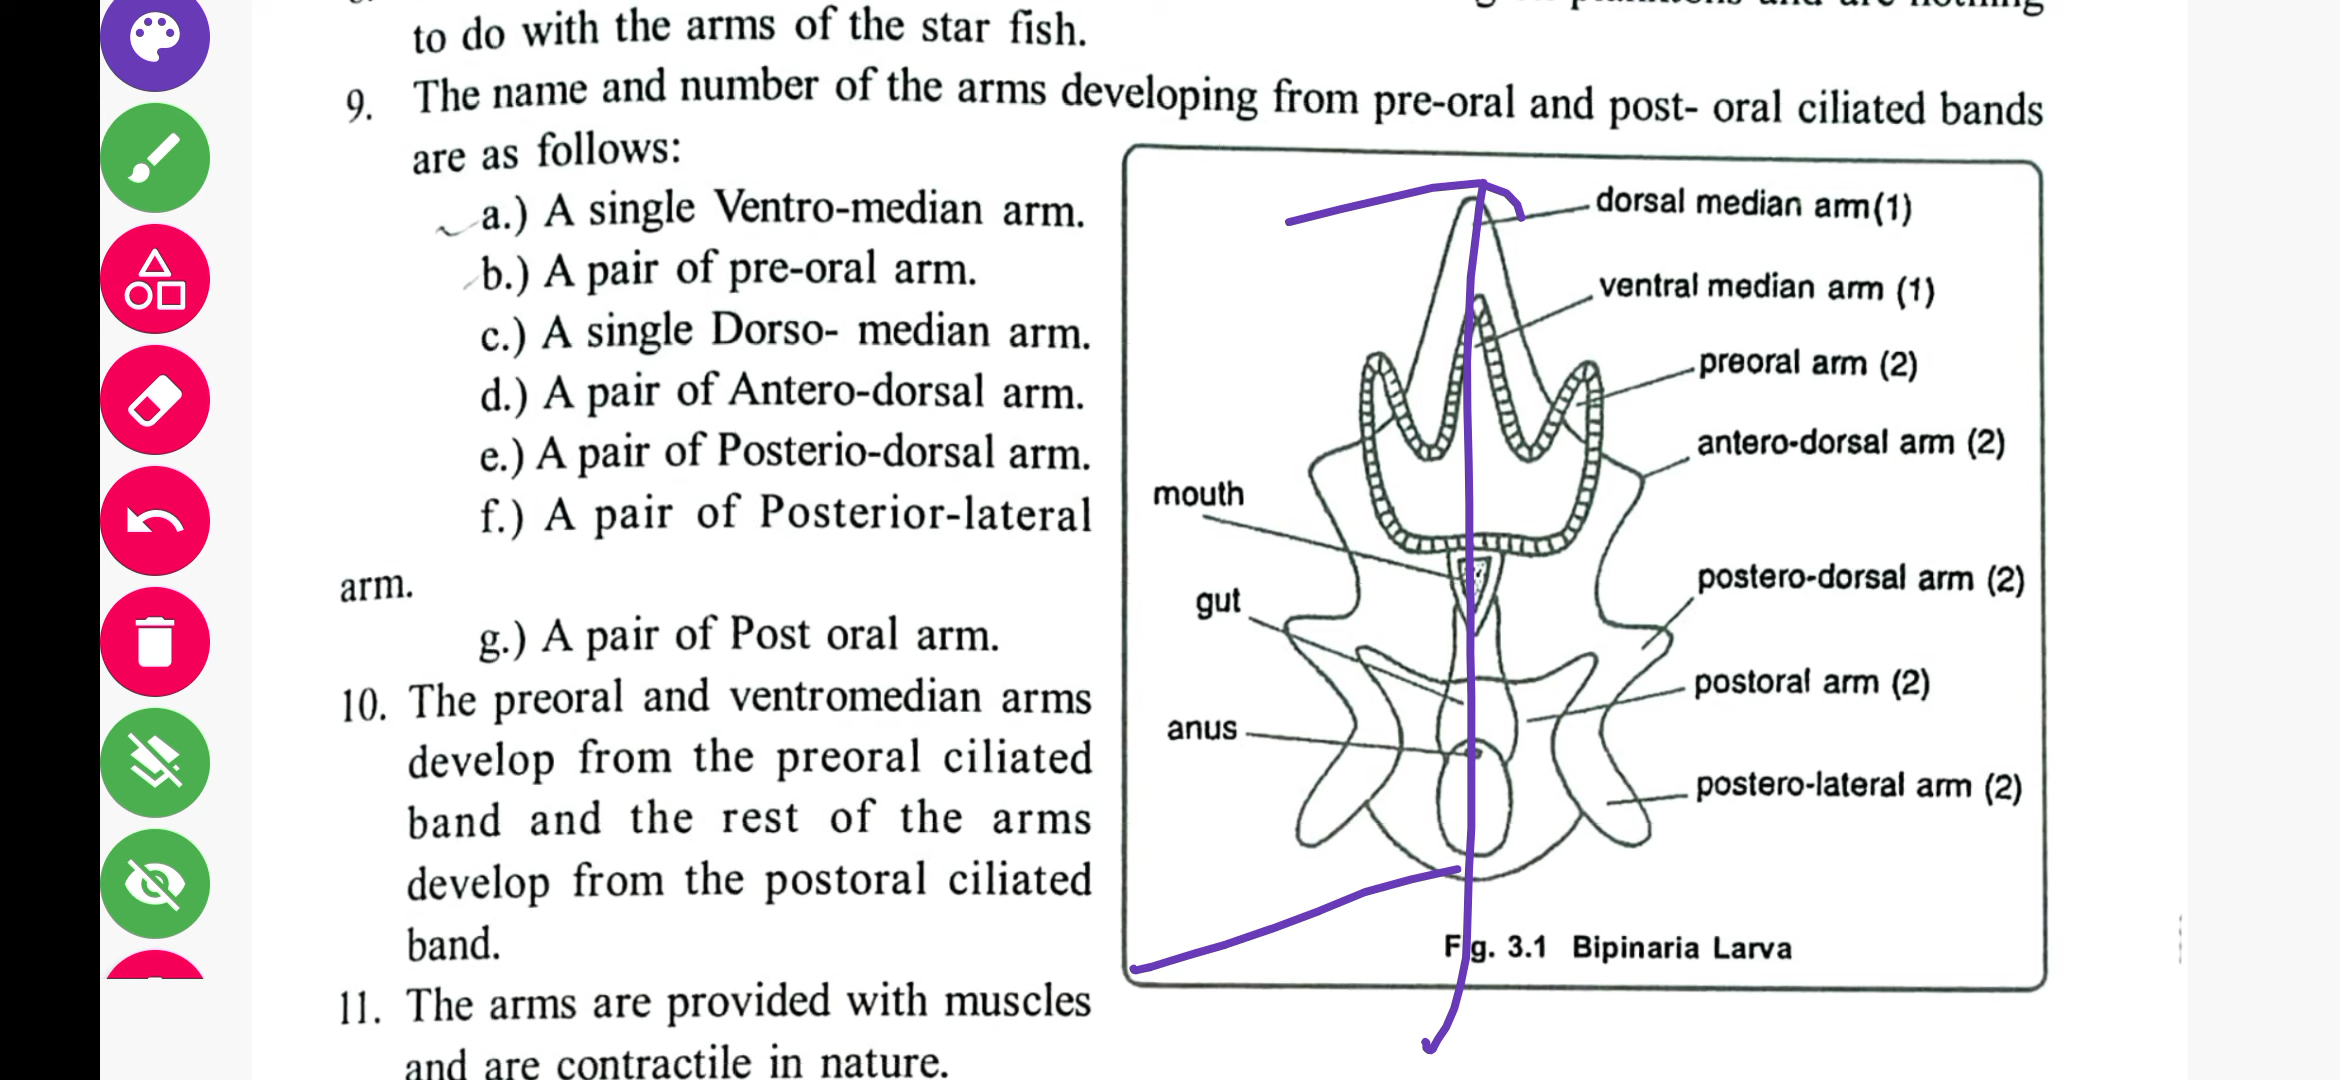 to do with the arms of the star fish.
9. The name and number of the arms developing from pre-oral and post- oral ciliated bands
are as follows:
a.) A single Ventro-median arm.
b.) A pair of pre-oral arm.
c.) A single Dorso- median arm.
d.) A pair of Antero-dorsal arm.
e.) A pair of Posterio-dorsal arm.
f.) A pair of Posterior-lateral
arm.
g.) A pair of Post oral arm.
10. The preoral and ventromedian arms
develop from the preoral ciliated
band and the rest of the arms
develop from the postoral ciliated
band.
11. The arms are provided with muscles
and are contractile in nature.
dorsal median arm(1)
ventral median arm (1)
preoral arm (2)
antero-dorsal arm (2)
mouth
postero-dorsal arm (2)
gut
postoral arm (2)
anus
postero-lateral arm (2)
Fig. 3.1 Bipinaria Larva